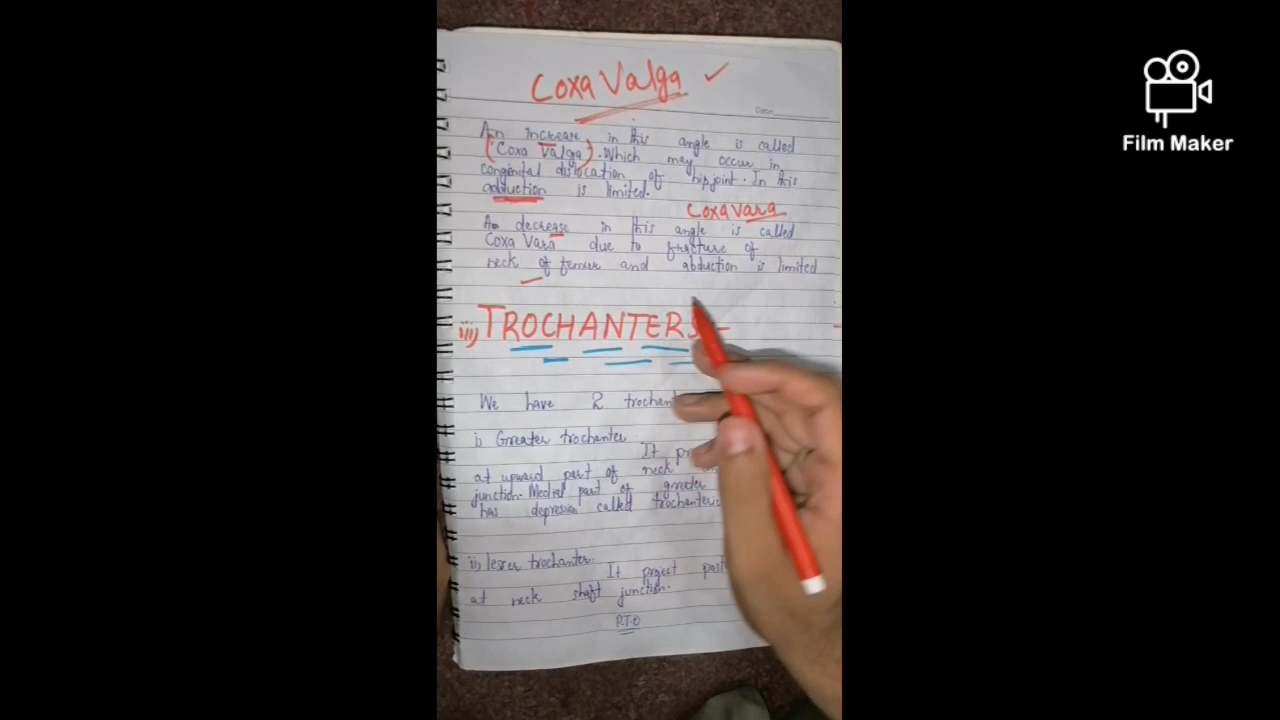 Coxa Valga
Date:
An increase in this angle is called
(Coxa Valga). Which may occur in
congenital dislocation of hip joint. In this
abduction is limited.
Coxa vara
A decrease in this angle is called
Coxa Vara due to fracture of
neck of femur and abduction is limited
iii) TROCHANTERS:-
We have 2
i) Greater trochanter
It
at upward part of neck
junction. Medial part of greater
has depression called
ii) lesser trochanter:-
It project
at neck shaft junction.
P.T.O
Film Maker